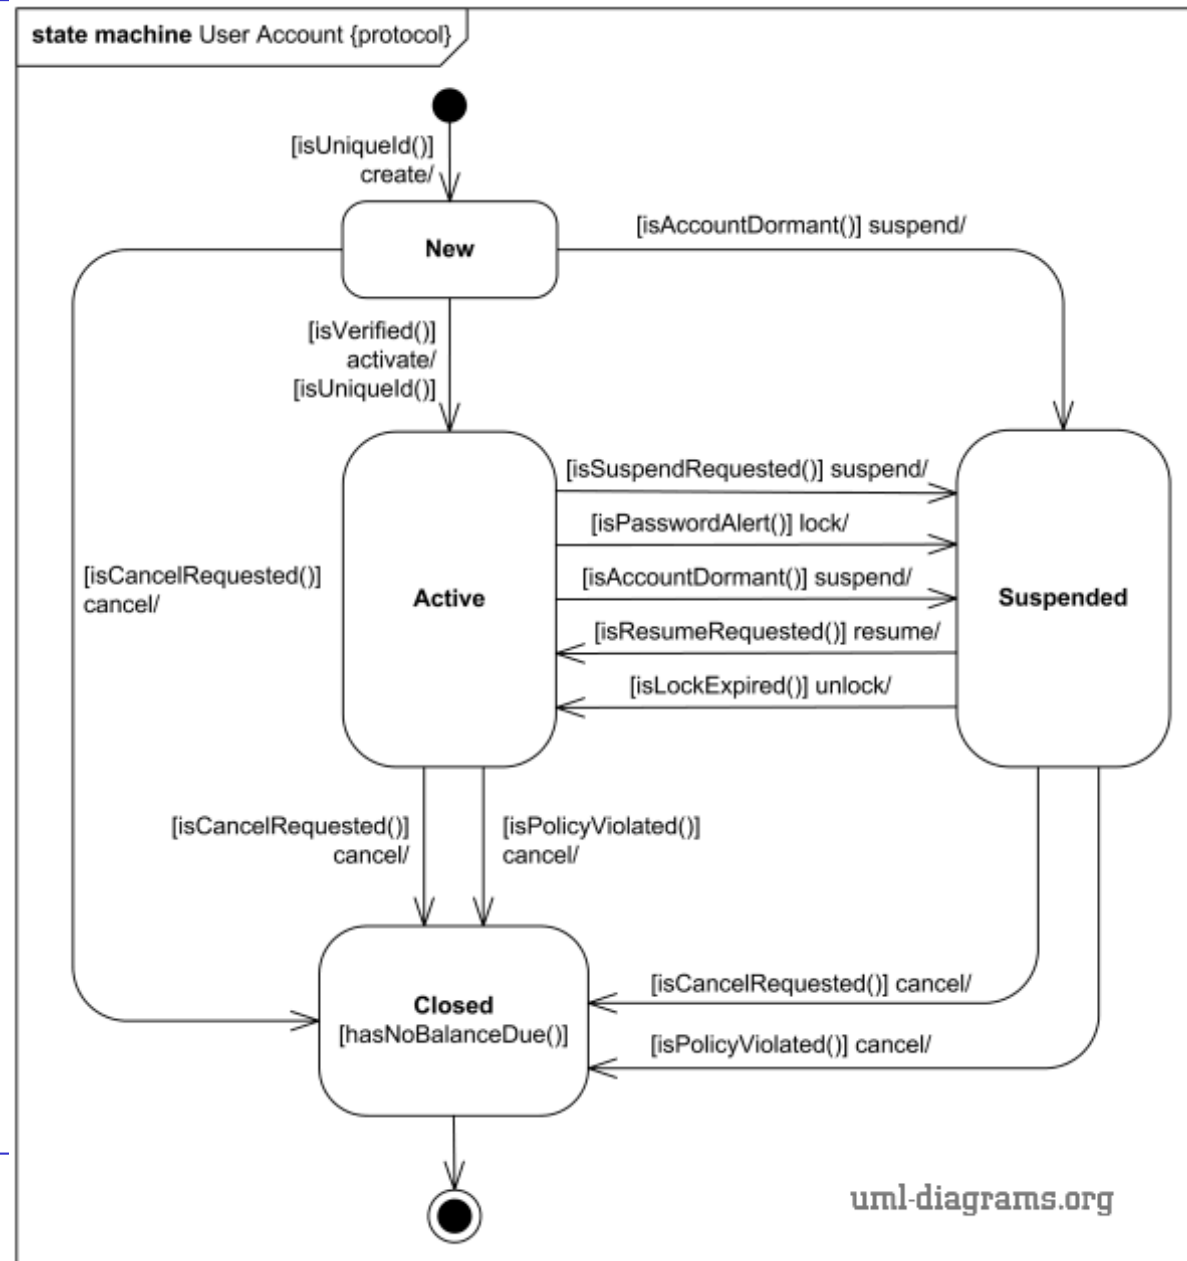 state machine User Account {protocol}
[isUniqueId()]
create/
New
[isAccountDormant()] suspend/
[isVerified()]
activate/
[isUniqueId()]
[isSuspendRequested()] suspend/
[isPasswordAlert()] lock/
[isCancelRequested()]
cancel/
Active
[isAccountDormant()] suspend/
Suspended
[isResumeRequested()] resume/
[isLockExpired()] unlock/
[isCancelRequested()]
cancel/
[isPolicyViolated()]
cancel/
Closed
[hasNoBalanceDue()]
[isCancelRequested()] cancel/
[isPolicyViolated()] cancel/
uml-diagrams.org